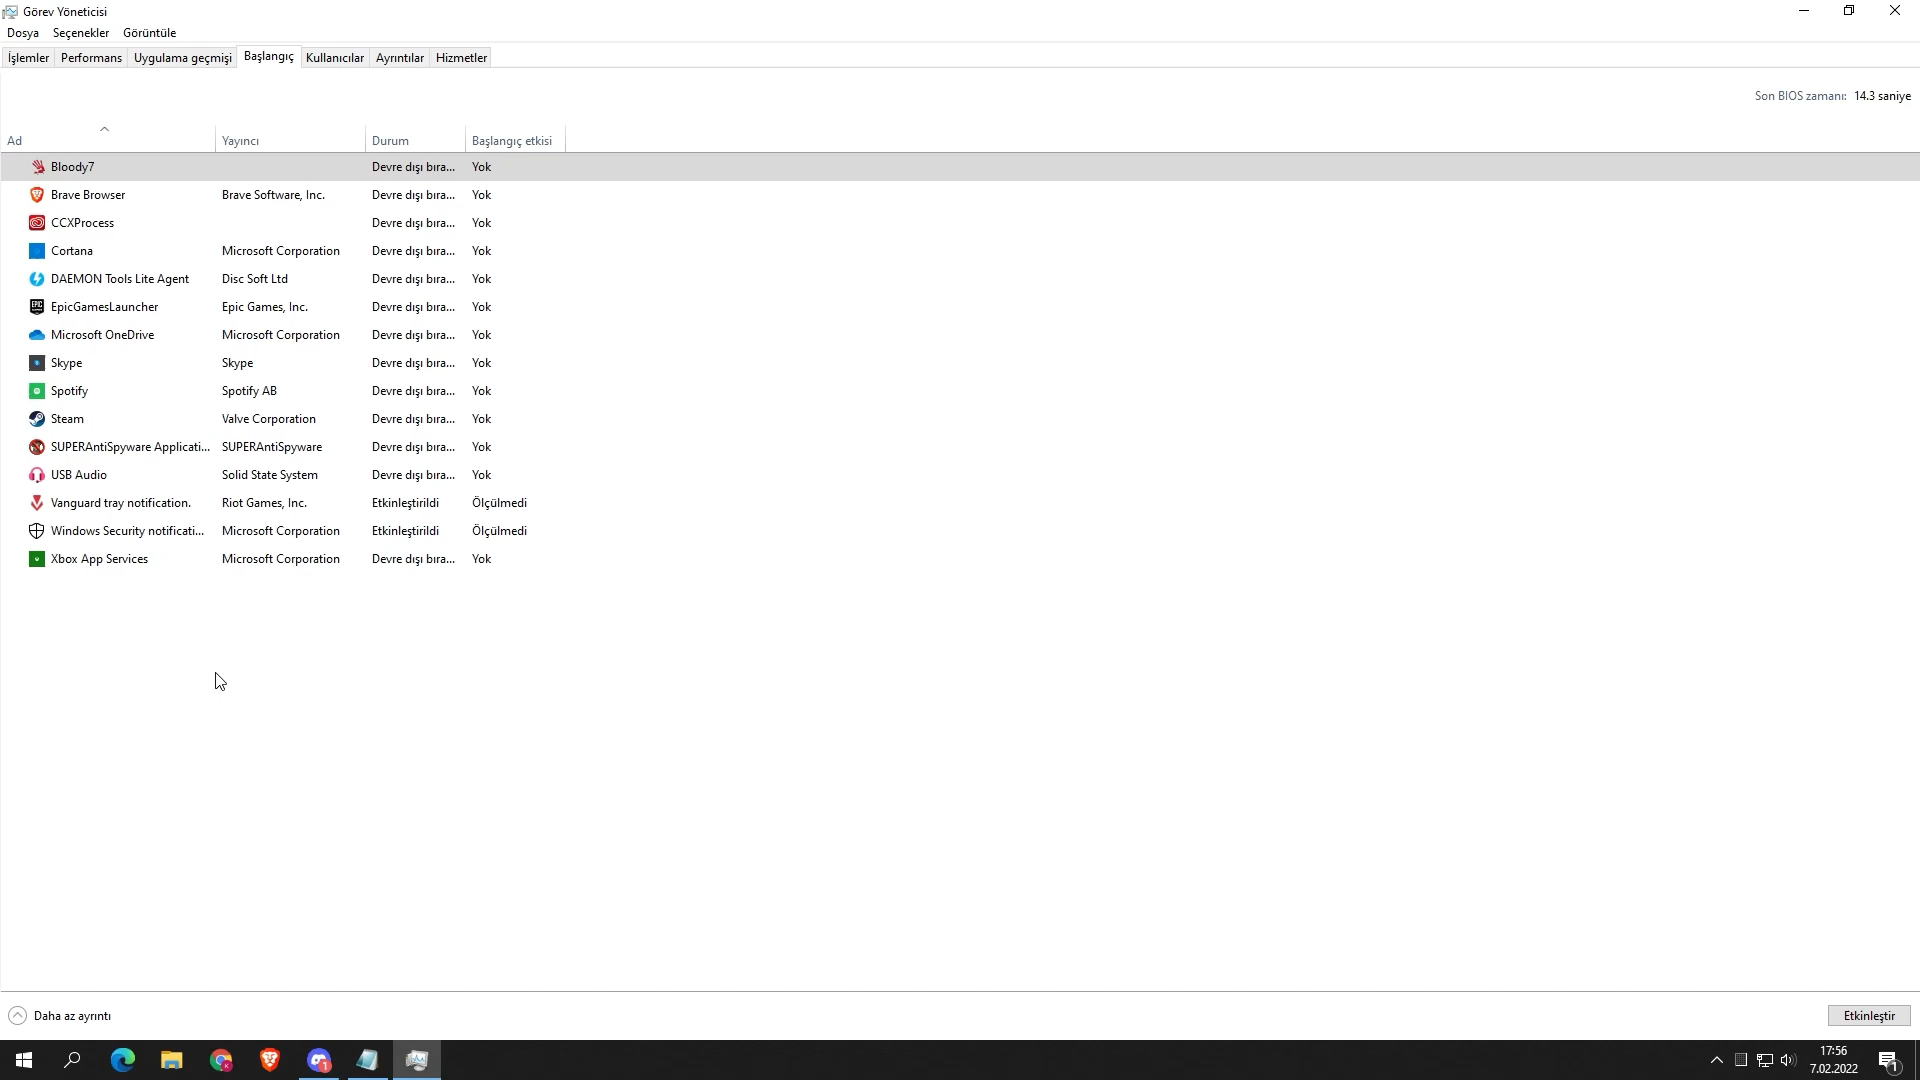 Görev Yöneticisi
Dosya Seçenekler Görüntüle
İşlemler Performans Uygulama geçmişi Başlangıç Kullanıcılar Ayrıntılar Hizmetler
Son BIOS zamanı: 14.3 saniye
Ad Yayıncı Durum Başlangıç etkisi
Bloody7 Devre dışı bıra... Yok
Brave Browser Brave Software, Inc. Devre dışı bıra... Yok
CCXProcess Devre dışı bıra... Yok
Cortana Microsoft Corporation Devre dışı bıra... Yok
DAEMON Tools Lite Agent Disc Soft Ltd Devre dışı bıra... Yok
EpicGamesLauncher Epic Games, Inc. Devre dışı bıra... Yok
Microsoft OneDrive Microsoft Corporation Devre dışı bıra... Yok
Skype Skype Devre dışı bıra... Yok
Spotify Spotify AB Devre dışı bıra... Yok
Steam Valve Corporation Devre dışı bıra... Yok
SUPERAntiSpyware Applicati... SUPERAntiSpyware Devre dışı bıra... Yok
USB Audio Solid State System Devre dışı bıra... Yok
Vanguard tray notification. Riot Games, Inc. Etkinleştirildi Ölçülmedi
Windows Security notificati... Microsoft Corporation Etkinleştirildi Ölçülmedi
Xbox App Services Microsoft Corporation Devre dışı bıra... Yok
Daha az ayrıntı
Etkinleştir
17:56
7.02.2022